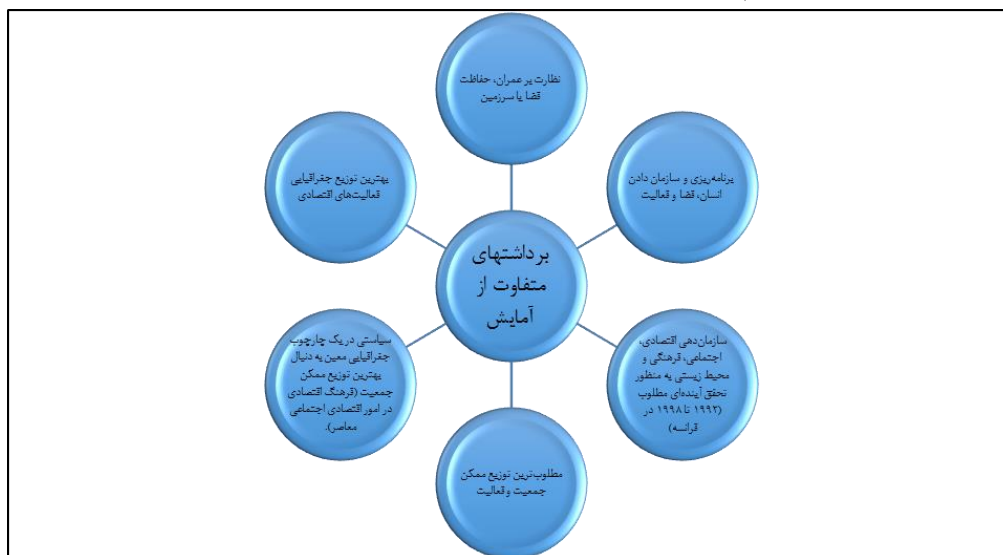 نظارت بر عمران، حفاظت
فضا یا سرزمین
برنامه‌ریزی و سازمان دادن
انسان، فضا و فعالیت
بهترین توزیع جغرافیایی
فعالیت‌های اقتصادی
برداشتهای
متفاوت از
آمایش
سازمان‌دهی اقتصادی،
اجتماعی، فرهنگی و
محیط زیستی به منظور
تحقق آینده‌ای مطلوب
(۱۹۹۲ تا ۱۹۹۸ در
فرانسه)
سیاستی در یک چارچوب
جغرافیایی معین به دنبال
بهترین توزیع ممکن
جمعیت (فرهنگ اقتصادی
در امور اقتصادی اجتماعی
معاصر).
مطلوب‌ترین توزیع ممکن
جمعیت و فعالیت